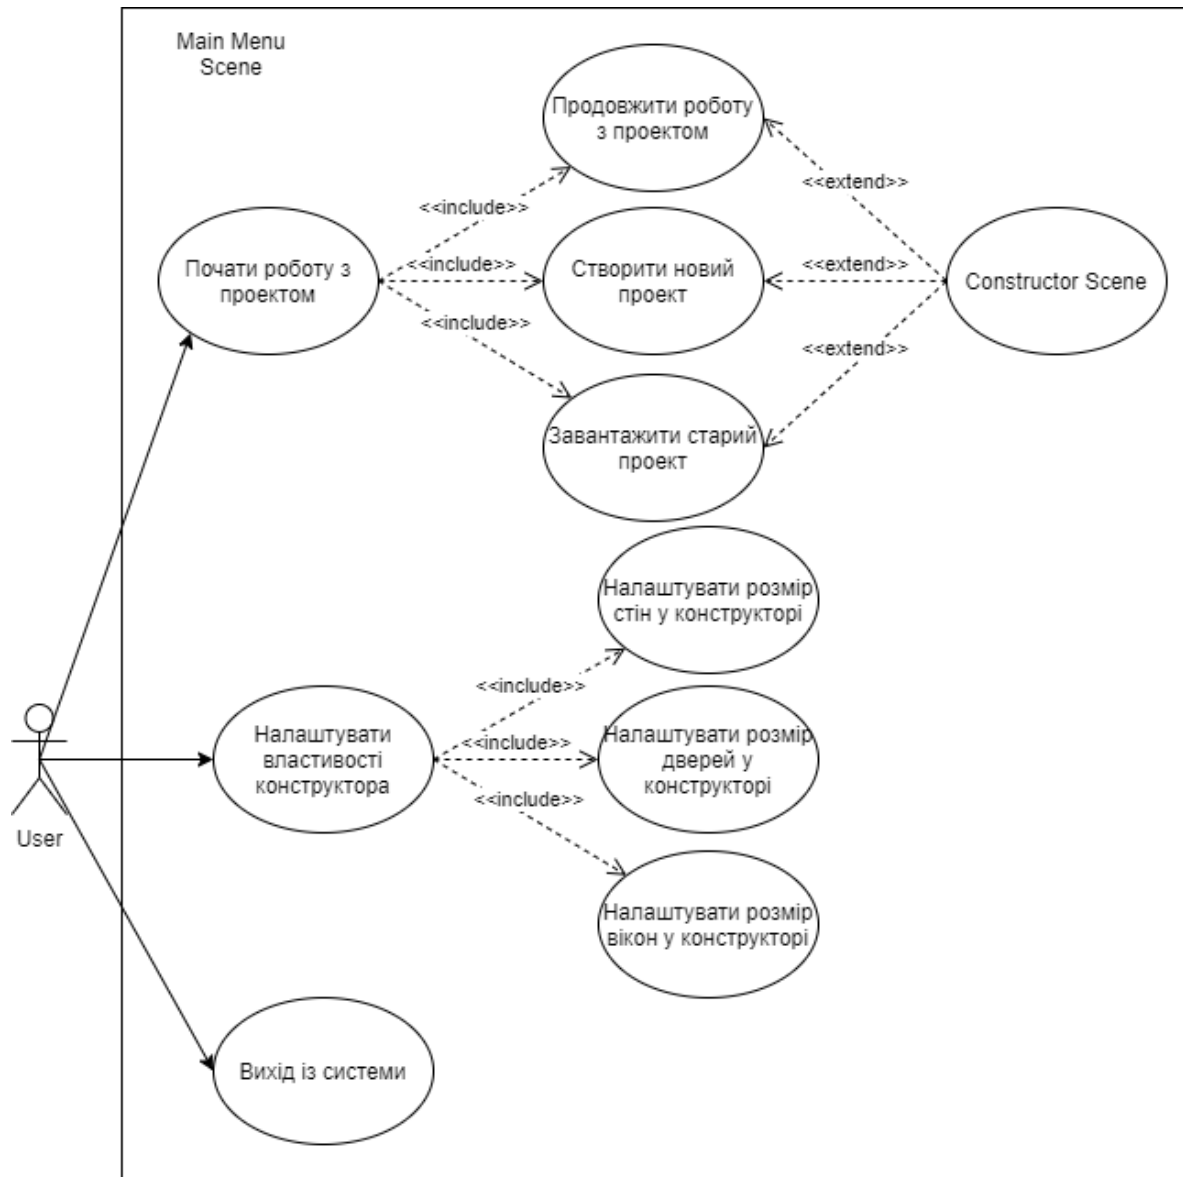 Main Menu
Scene
Продовжити роботу
з проектом
<<extend>>
<<include>>
Почати роботу з
проектом
<<include>>
Створити новий
проект
<<extend>>
Constructor Scene
<<include>>
<<extend>>
Завантажити старий
проект
Налаштувати розмір
стін у конструкторі
<<include>>
Налаштувати
властивості
конструктора
<<include>>
Налаштувати розмір
дверей у
конструкторі
<<include>>
User
Налаштувати розмір
вікон у конструкторі
Вихід із системи